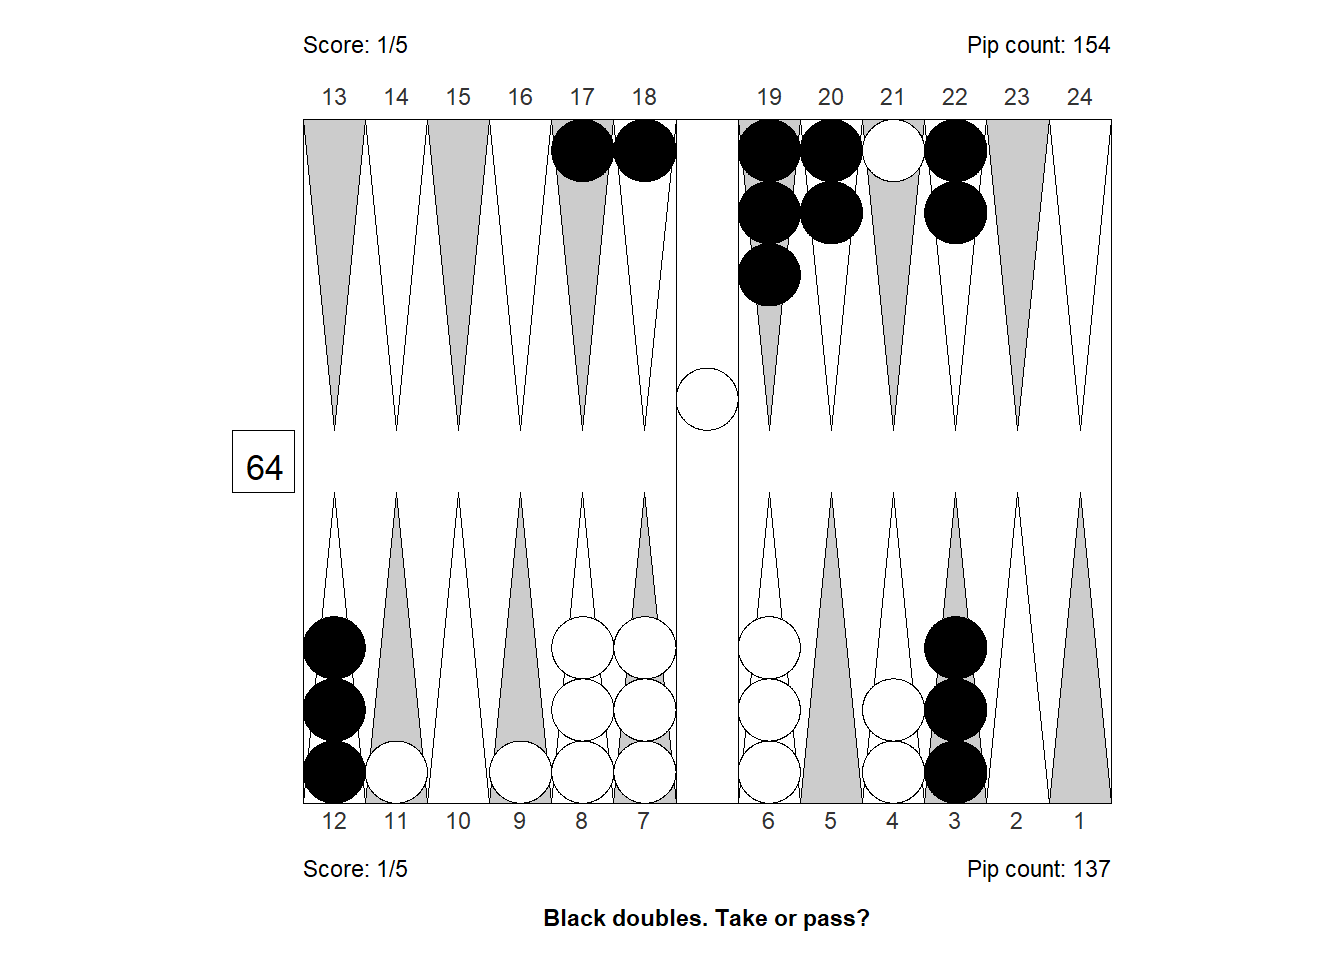 Score: 1/5 Pip count: 154
13 14 15 16 17 18 19 20 21 22 23 24
64
12 11 10 9 8 7 6 5 4 3 2 1
Score: 1/5 Pip count: 137
Black doubles. Take or pass?